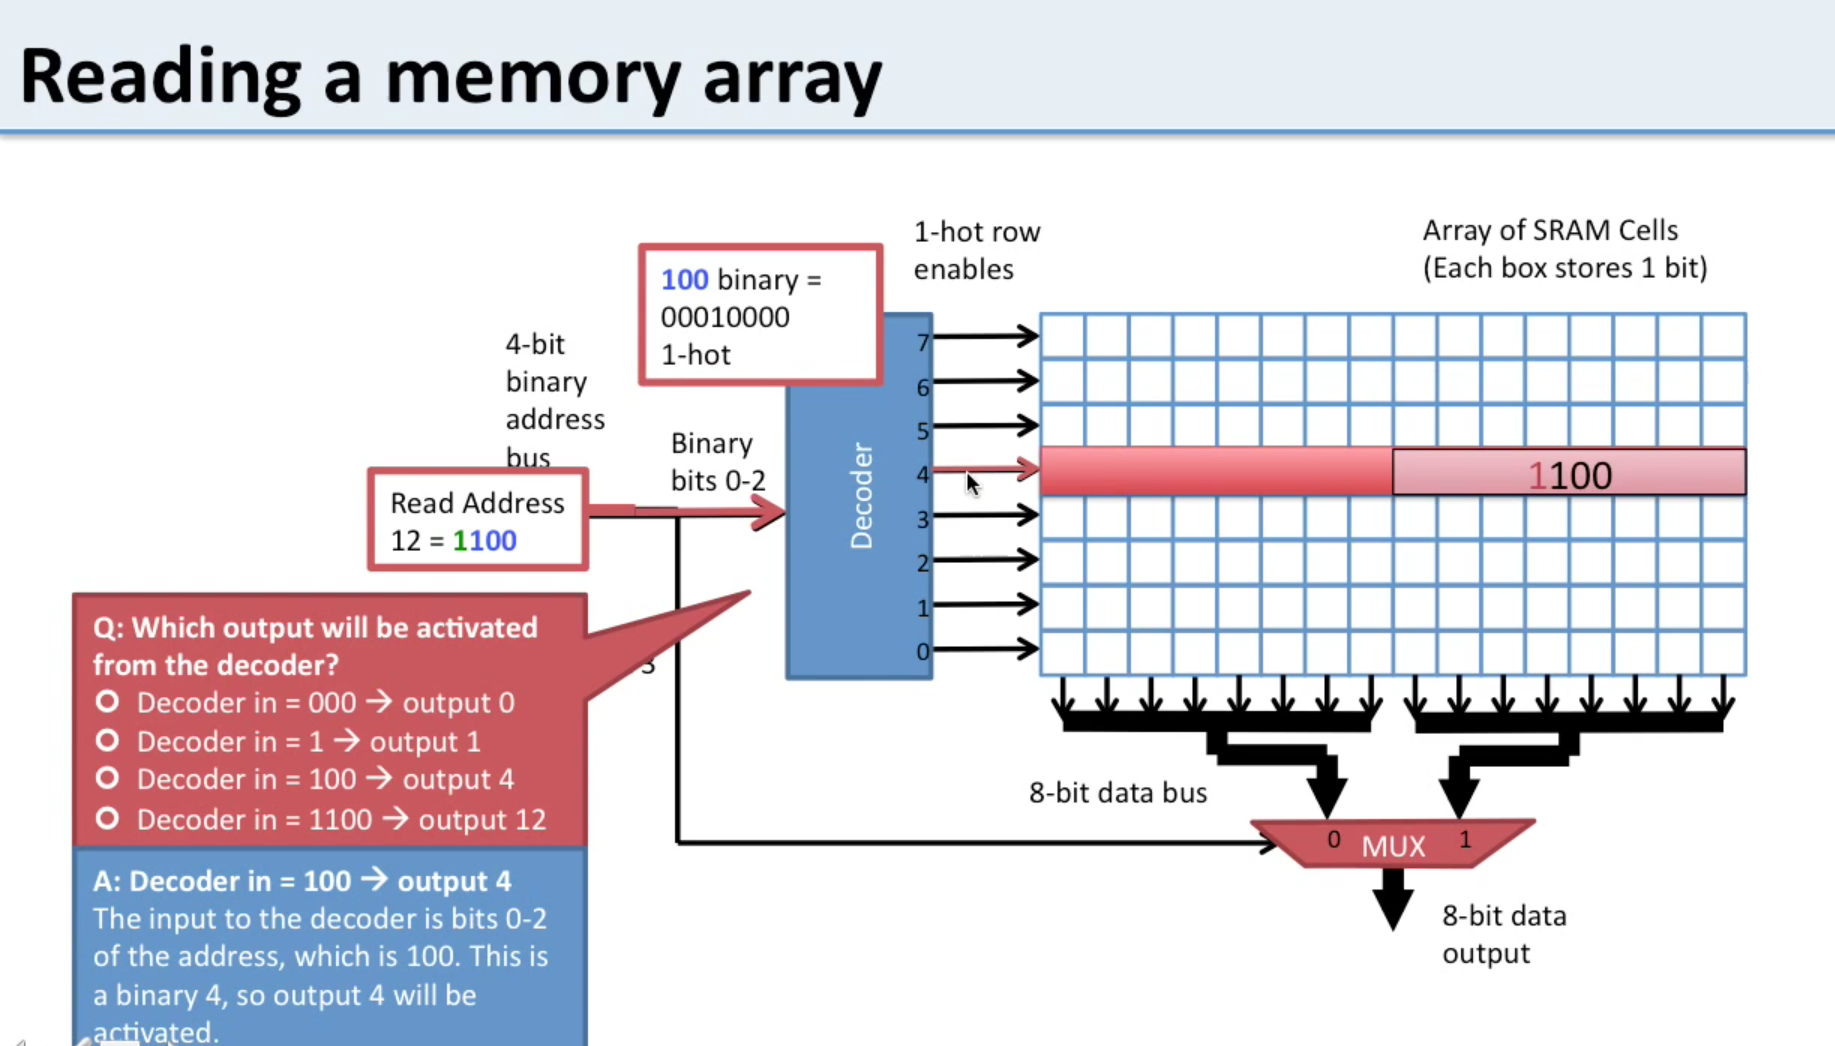 Reading a memory array
1-hot row
enables
Array of SRAM Cells
(Each box stores 1 bit)
100 binary =
00010000
1-hot
4-bit
binary
address
bus
Binary
bits 0-2
Read Address
12 = 1100
Decoder
7
6
5
4
3
2
1
0
1100
Q: Which output will be activated
from the decoder?
Decoder in = 000 → output 0
Decoder in = 1 → output 1
Decoder in = 100 → output 4
Decoder in = 1100 → output 12
3
A: Decoder in = 100 → output 4
The input to the decoder is bits 0-2
of the address, which is 100. This is
a binary 4, so output 4 will be
activated.
8-bit data bus
0 MUX 1
8-bit data
output